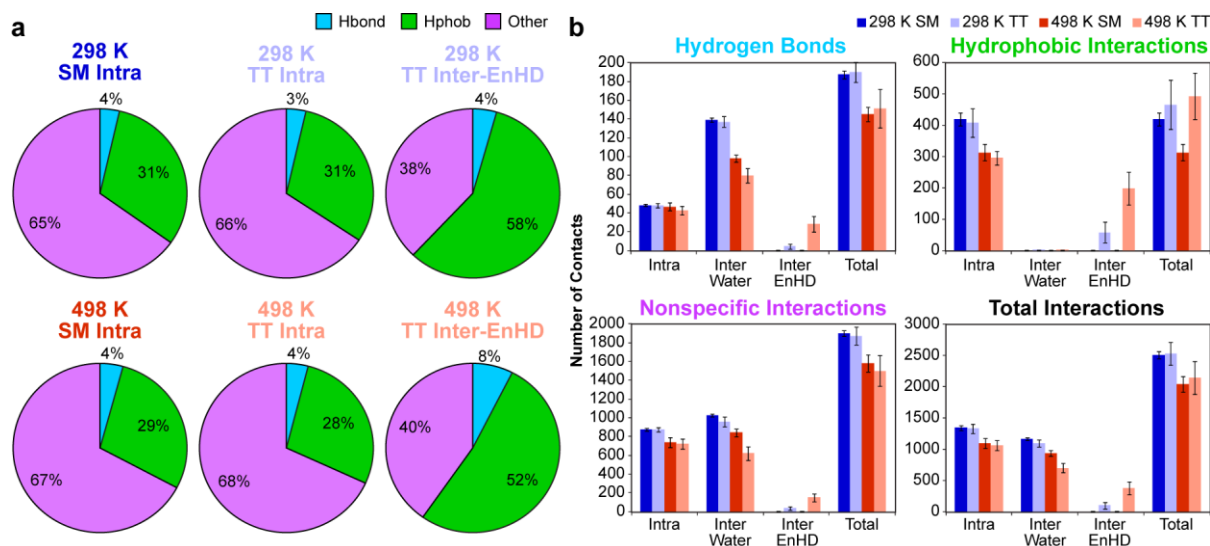 a
Hbond Hphob Other
298 K
SM Intra
298 K
TT Intra
298 K
TT Inter-EnHD
4%
31%
65%
3%
31%
66%
4%
38%
58%
498 K
SM Intra
498 K
TT Intra
498 K
TT Inter-EnHD
4%
29%
67%
4%
28%
68%
8%
40%
52%
b
298 K SM 298 K TT 498 K SM 498 K TT
Number of Contacts
Hydrogen Bonds
200
180
160
140
120
100
80
60
40
20
0
Intra Inter Inter Total
Water EnHD
Hydrophobic Interactions
600
500
400
300
200
100
0
Intra Inter Inter Total
Water EnHD
Nonspecific Interactions
2000
1800
1600
1400
1200
1000
800
600
400
200
0
Intra Inter Inter Total
Water EnHD
Total Interactions
3000
2500
2000
1500
1000
500
0
Intra Inter Inter Total
Water EnHD